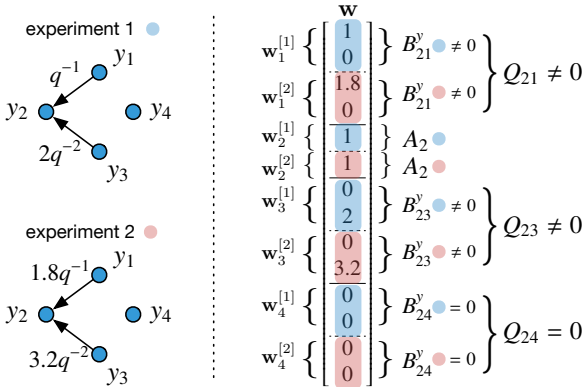 experiment 1
y₁
q⁻¹
y₂
y₄
2q⁻²
y₃
experiment 2
y₁
1.8q⁻¹
y₂
y₄
3.2q⁻²
y₃
w
w₁^[1] { 1 0 } B₂₁^y ≠ 0
w₁^[2] { 1.8 0 } B₂₁^y ≠ 0
} Q₂₁ ≠ 0
w₂^[1] { 1 } A₂
w₂^[2] { 1 } A₂
w₃^[1] { 0 2 } B₂₃^y ≠ 0
w₃^[2] { 0 3.2 } B₂₃^y ≠ 0
} Q₂₃ ≠ 0
w₄^[1] { 0 0 } B₂₄^y = 0
w₄^[2] { 0 0 } B₂₄^y = 0
} Q₂₄ = 0